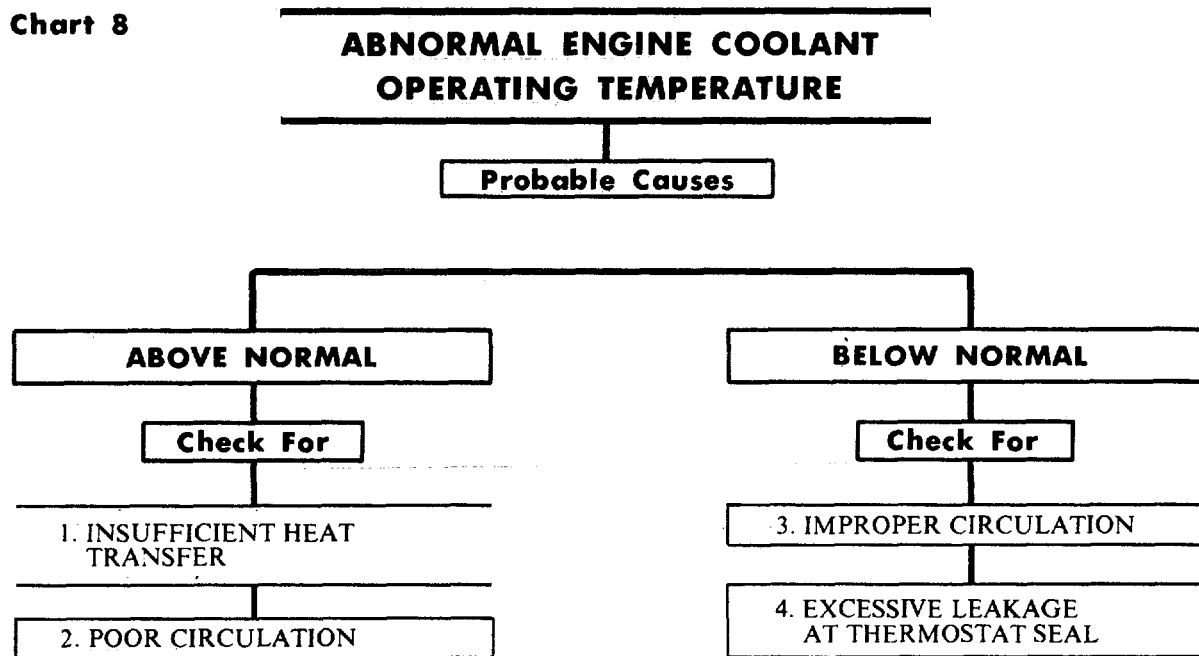 Chart 8
ABNORMAL ENGINE COOLANT
OPERATING TEMPERATURE
Probable Causes
ABOVE NORMAL
Check For
1. INSUFFICIENT HEAT
TRANSFER
2. POOR CIRCULATION
BELOW NORMAL
Check For
3. IMPROPER CIRCULATION
4. EXCESSIVE LEAKAGE
AT THERMOSTAT SEAL